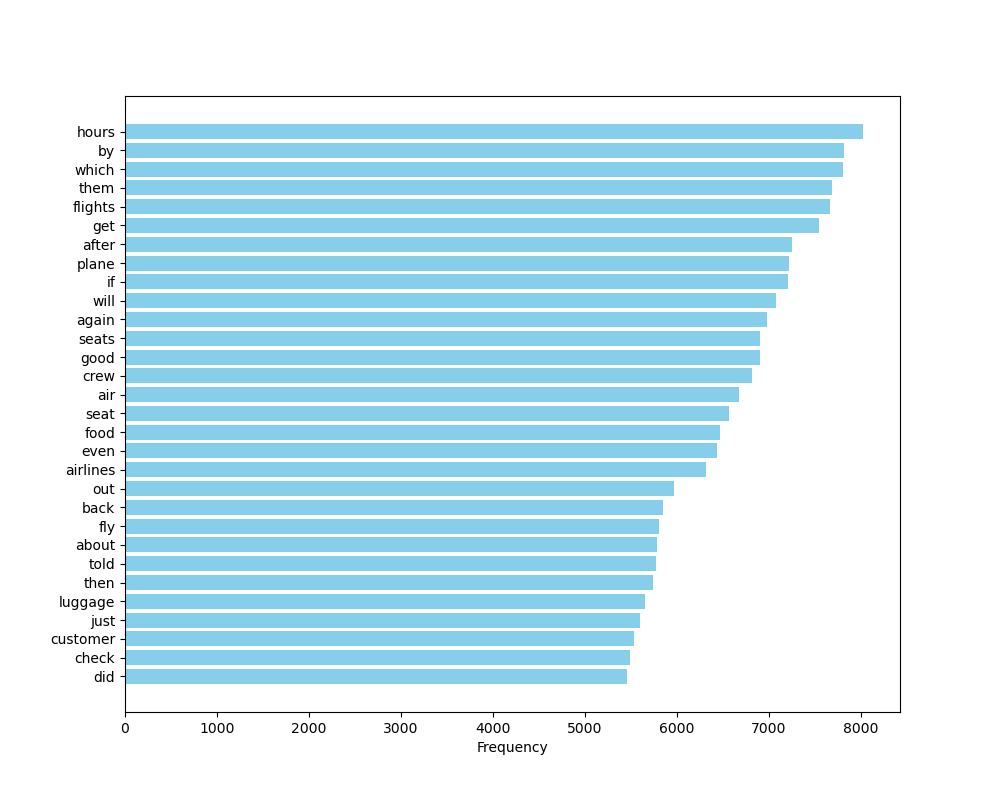 hours
by
which
them
flights
get
after
plane
if
will
again
seats
good
crew
air
seat
food
even
airlines
out
back
fly
about
told
then
luggage
just
customer
check
did
0 1000 2000 3000 4000 5000 6000 7000 8000
Frequency